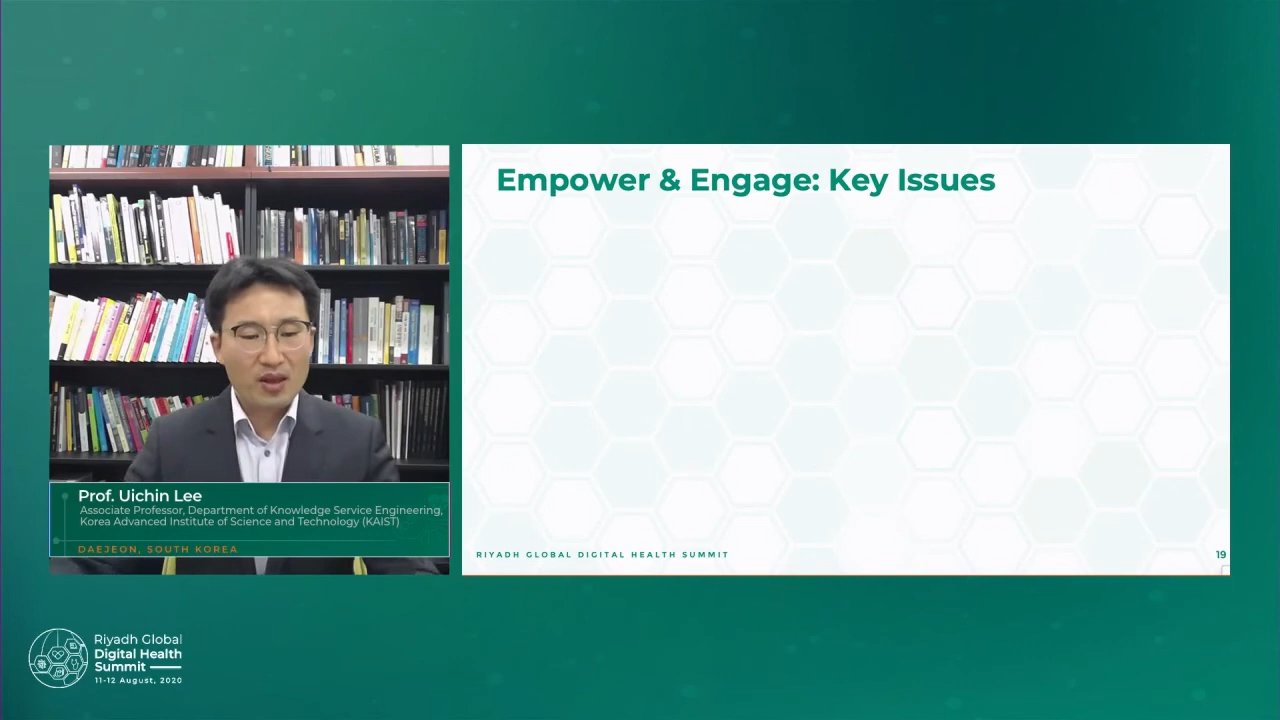 Empower & Engage: Key Issues
Prof. Uichin Lee
Associate Professor, Department of Knowledge Service Engineering,
Korea Advanced Institute of Science and Technology (KAIST)
DAEJEON, SOUTH KOREA
RIYADH GLOBAL DIGITAL HEALTH SUMMIT
19
Riyadh Global
Digital Health
Summit
11-12 August, 2020